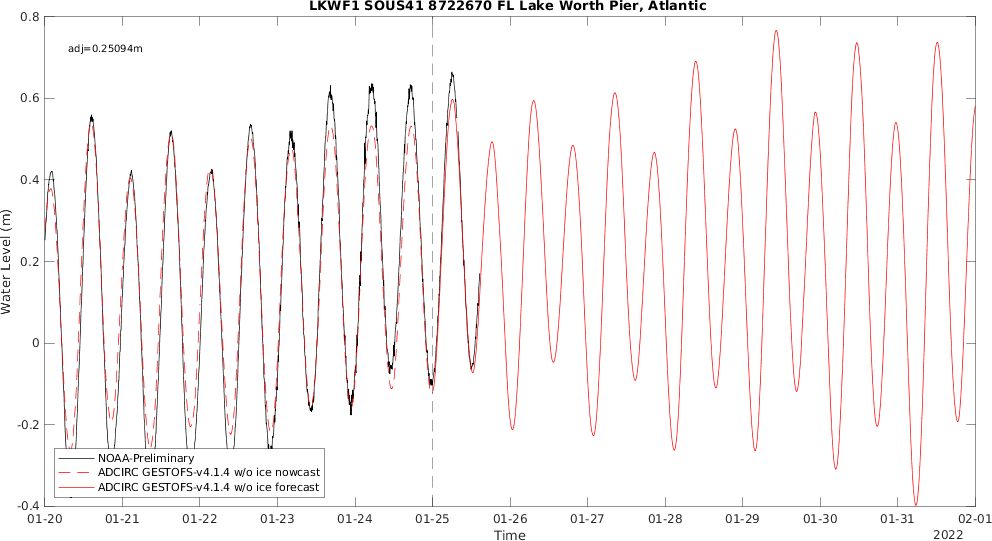 LKWF1 SOUS41 8722670 FL Lake Worth Pier, Atlantic
adj=0.25094m
0.8
0.6
0.4
0.2
0
-0.2
-0.4
Water Level (m)
NOAA-Preliminary
ADCIRC GESTOFS-v4.1.4 w/o ice nowcast
ADCIRC GESTOFS-v4.1.4 w/o ice forecast
01-20 01-21 01-22 01-23 01-24 01-25 01-26 01-27 01-28 01-29 01-30 01-31 02-01
Time
2022